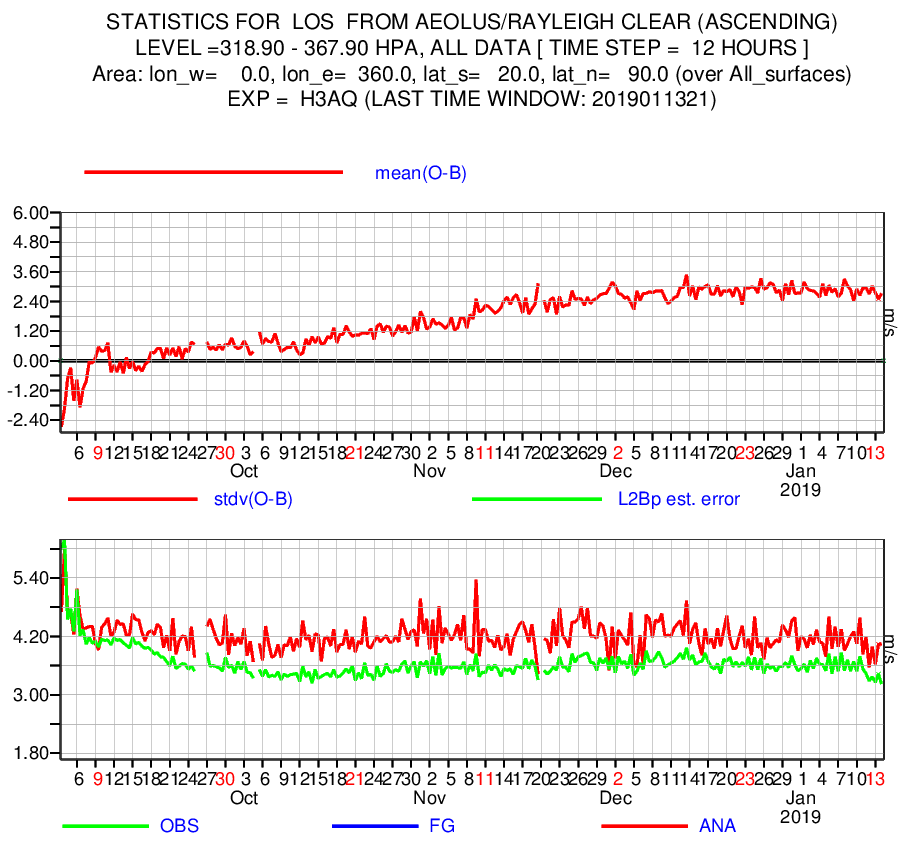 STATISTICS FOR LOS FROM AEOLUS/RAYLEIGH CLEAR (ASCENDING)
LEVEL =318.90 - 367.90 HPA, ALL DATA [ TIME STEP = 12 HOURS ]
Area: lon_w= 0.0, lon_e= 360.0, lat_s= 20.0, lat_n= 90.0 (over All_surfaces)
EXP = H3AQ (LAST TIME WINDOW: 2019011321)
mean(O-B)
6.00
4.80
3.60
2.40
1.20
0.00
-1.20
-2.40
m/s
6 9 12 15 18 21 24 27 30 3 6 9 12 15 18 21 24 27 30 2 5 8 11 14 17 20 23 26 29 2 5 8 11 14 17 20 23 26 29 1 4 7 10 13
Oct Nov Dec Jan
2019
stdv(O-B) L2Bp est. error
5.40
4.20
3.00
1.80
m/s
6 9 12 15 18 21 24 27 30 3 6 9 12 15 18 21 24 27 30 2 5 8 11 14 17 20 23 26 29 2 5 8 11 14 17 20 23 26 29 1 4 7 10 13
Oct Nov Dec Jan
2019
OBS FG ANA